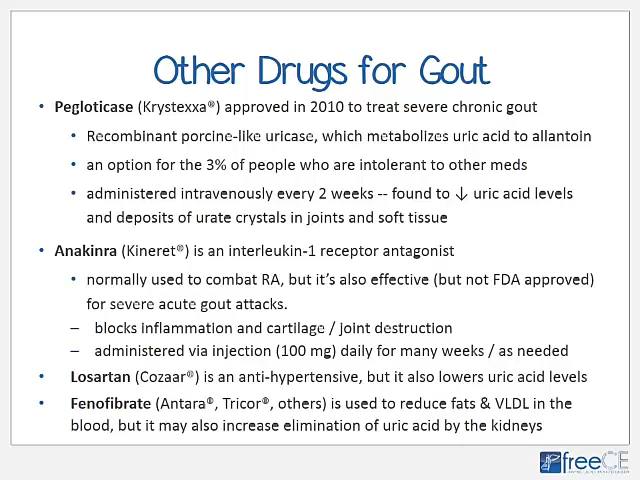 Other Drugs for Gout
• Pegloticase (Krystexxa®) approved in 2010 to treat severe chronic gout
• Recombinant porcine-like uricase, which metabolizes uric acid to allantoin
• an option for the 3% of people who are intolerant to other meds
• administered intravenously every 2 weeks -- found to ↓ uric acid levels
and deposits of urate crystals in joints and soft tissue
• Anakinra (Kineret®) is an interleukin-1 receptor antagonist
• normally used to combat RA, but it's also effective (but not FDA approved)
for severe acute gout attacks.
– blocks inflammation and cartilage / joint destruction
– administered via injection (100 mg) daily for many weeks / as needed
• Losartan (Cozaar®) is an anti-hypertensive, but it also lowers uric acid levels
• Fenofibrate (Antara®, Tricor®, others) is used to reduce fats & VLDL in the
blood, but it may also increase elimination of uric acid by the kidneys
freeCE